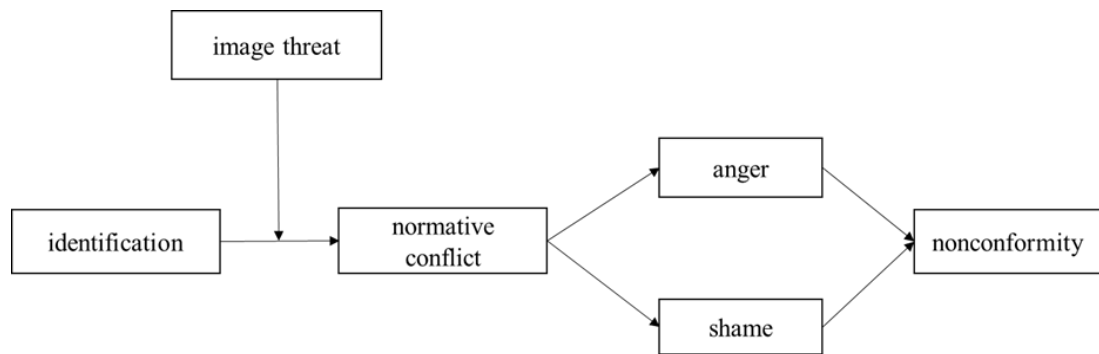 image threat
anger
identification
normative
conflict
nonconformity
shame